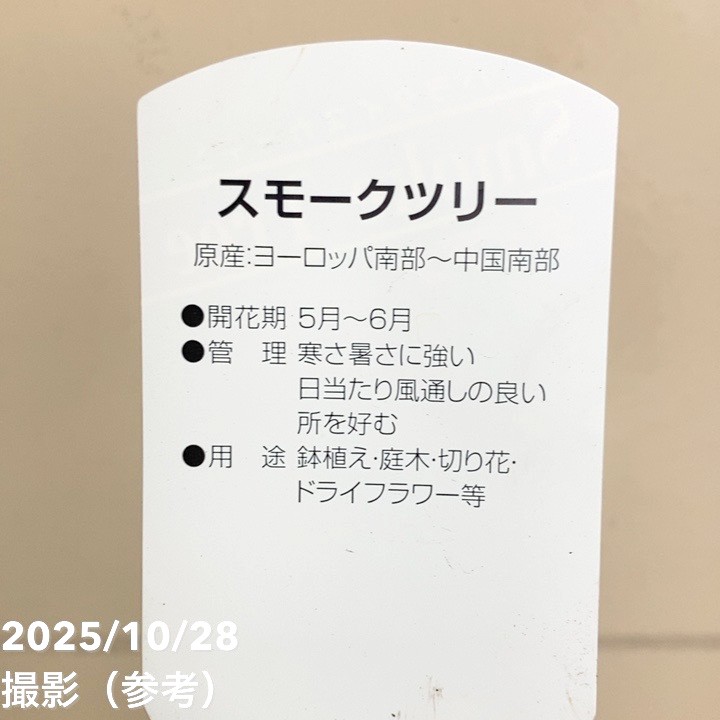 スモークツリー
原産:ヨーロッパ南部〜中国南部
●開花期 5月〜6月
●管　理 寒さ暑さに強い
日当たり風通しの良い
所を好む
●用　途 鉢植え・庭木・切り花・
ドライフラワー等
2025/10/28
撮影（参考）